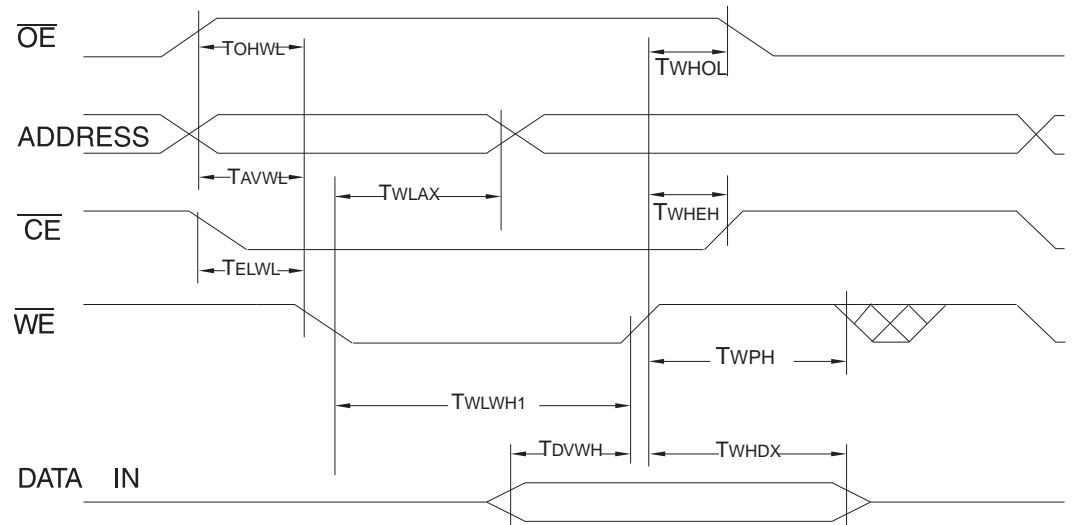 OE
TOHWL
TWHOL
ADDRESS
TAVWL
TWLAX
TWHEH
CE
TELWL
WE
TWPH
TWLWH1
TDVWH
TWHDX
DATA IN